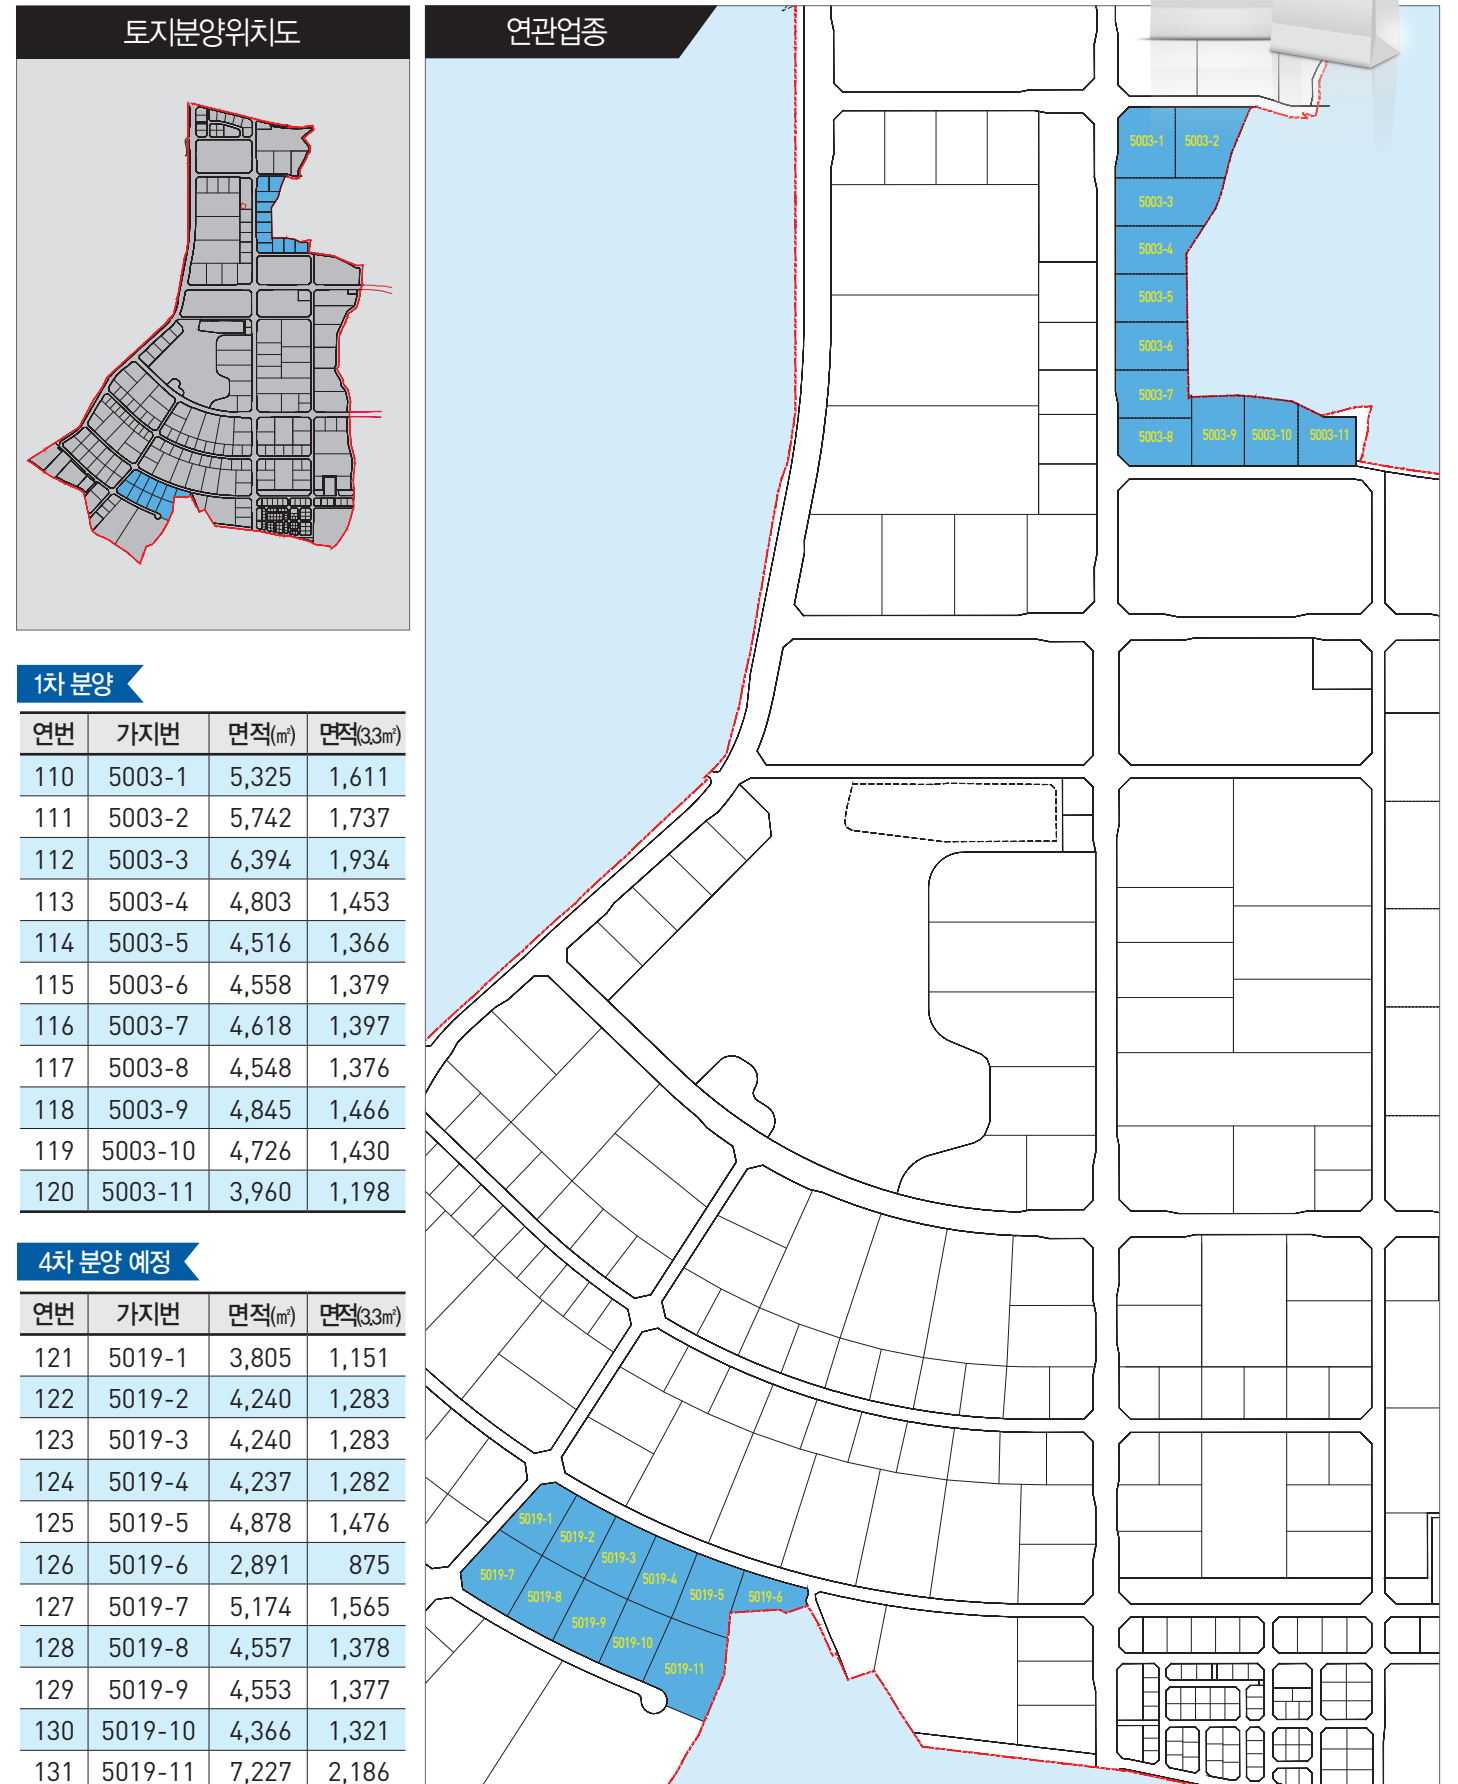 토지분양위치도
연관업종
5003-1 5003-2
5003-3
5003-4
5003-5
5003-6
5003-7
5003-8 5003-9 5003-10 5003-11
1차 분양
연번 가지번 면적(㎡) 면적(3.3㎡)
110 5003-1 5,325 1,611
111 5003-2 5,742 1,737
112 5003-3 6,394 1,934
113 5003-4 4,803 1,453
114 5003-5 4,516 1,366
115 5003-6 4,558 1,379
116 5003-7 4,618 1,397
117 5003-8 4,548 1,376
118 5003-9 4,845 1,466
119 5003-10 4,726 1,430
120 5003-11 3,960 1,198
4차 분양 예정
연번 가지번 면적(㎡) 면적(3.3㎡)
121 5019-1 3,805 1,151
122 5019-2 4,240 1,283
123 5019-3 4,240 1,283
124 5019-4 4,237 1,282
125 5019-5 4,878 1,476
126 5019-6 2,891 875
127 5019-7 5,174 1,565
128 5019-8 4,557 1,378
129 5019-9 4,553 1,377
130 5019-10 4,366 1,321
131 5019-11 7,227 2,186
5019-1
5019-2
5019-3
5019-4
5019-5
5019-6
5019-7
5019-8
5019-9
5019-10
5019-11